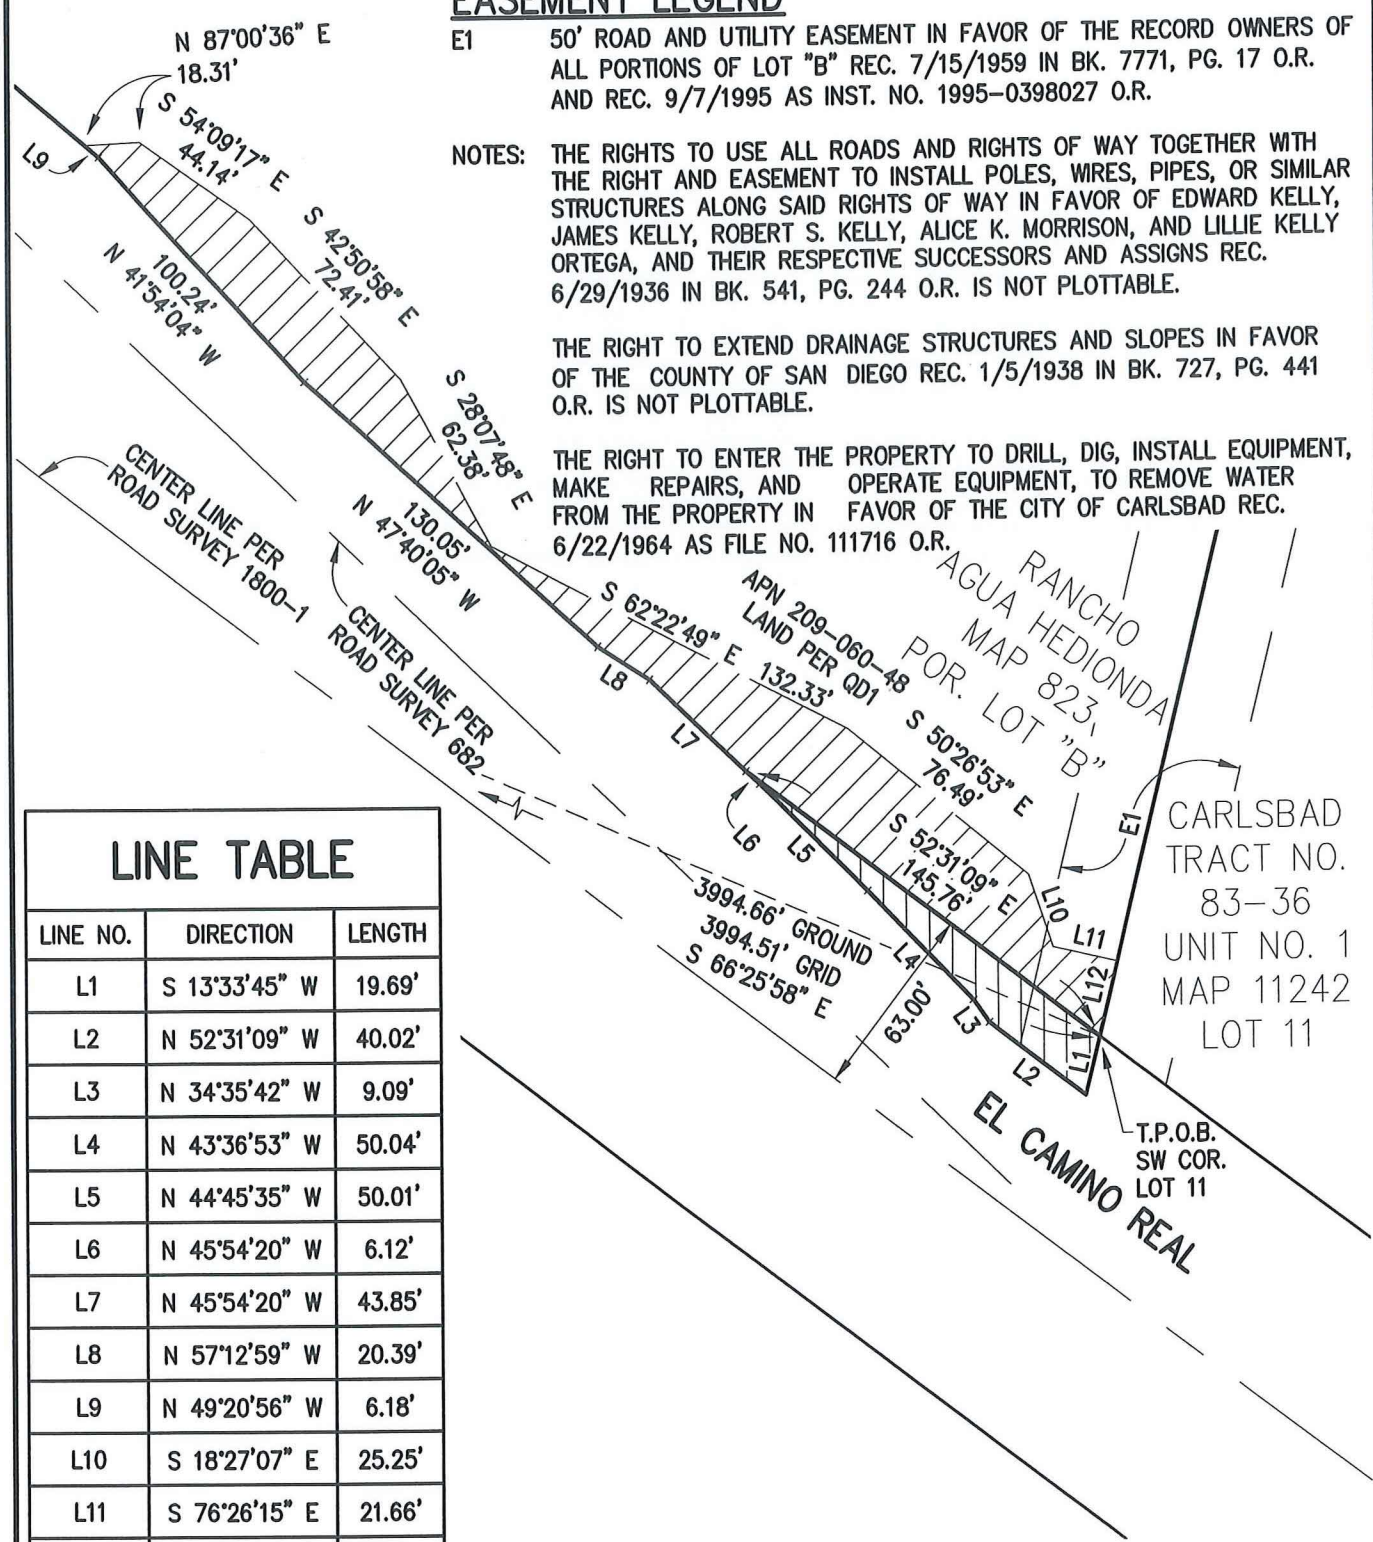 EASEMENT LEGEND
E1 50' ROAD AND UTILITY EASEMENT IN FAVOR OF THE RECORD OWNERS OF
ALL PORTIONS OF LOT "B" REC. 7/15/1959 IN BK. 7771, PG. 17 O.R.
AND REC. 9/7/1995 AS INST. NO. 1995-0398027 O.R.
NOTES: THE RIGHTS TO USE ALL ROADS AND RIGHTS OF WAY TOGETHER WITH
THE RIGHT AND EASEMENT TO INSTALL POLES, WIRES, PIPES, OR SIMILAR
STRUCTURES ALONG SAID RIGHTS OF WAY IN FAVOR OF EDWARD KELLY,
JAMES KELLY, ROBERT S. KELLY, ALICE K. MORRISON, AND LILLIE KELLY
ORTEGA, AND THEIR RESPECTIVE SUCCESSORS AND ASSIGNS REC.
6/29/1936 IN BK. 541, PG. 244 O.R. IS NOT PLOTTABLE.
THE RIGHT TO EXTEND DRAINAGE STRUCTURES AND SLOPES IN FAVOR
OF THE COUNTY OF SAN DIEGO REC. 1/5/1938 IN BK. 727, PG. 441
O.R. IS NOT PLOTTABLE.
THE RIGHT TO ENTER THE PROPERTY TO DRILL, DIG, INSTALL EQUIPMENT,
MAKE REPAIRS, AND OPERATE EQUIPMENT, TO REMOVE WATER
FROM THE PROPERTY IN FAVOR OF THE CITY OF CARLSBAD REC.
6/22/1964 AS FILE NO. 111716 O.R.
N 87°00'36" E
18.31'
S 54°09'17" E
44.14'
L9
S 42°50'58" E
72.41'
100.24'
N 41°54'04" W
S 28°07'48" E
62.38'
CENTER LINE PER
ROAD SURVEY 1800-1
130.05'
N 47°40'05" W
CENTER LINE PER
ROAD SURVEY 682
S 62°22'49" E 132.33'
APN 209-060-48
LAND PER QD1
RANCHO
AGUA HEDIONDA
MAP 823,
POR. LOT "B"
L8
L7
L6
L5
S 50°26'53" E
76.49'
S 52°31'09" E
145.76'
E1
CARLSBAD
TRACT NO.
83-36
UNIT NO. 1
MAP 11242
LOT 11
L10
L11
L12
L4
3994.66' GROUND
3994.51' GRID
S 66°25'58" E
63.00'
L3
L2
L1
T.P.O.B.
SW COR.
LOT 11
EL CAMINO REAL
LINE TABLE
LINE NO. DIRECTION LENGTH
L1 S 13°33'45" W 19.69'
L2 N 52°31'09" W 40.02'
L3 N 34°35'42" W 9.09'
L4 N 43°36'53" W 50.04'
L5 N 44°45'35" W 50.01'
L6 N 45°54'20" W 6.12'
L7 N 45°54'20" W 43.85'
L8 N 57°12'59" W 20.39'
L9 N 49°20'56" W 6.18'
L10 S 18°27'07" E 25.25'
L11 S 76°26'15" E 21.66'